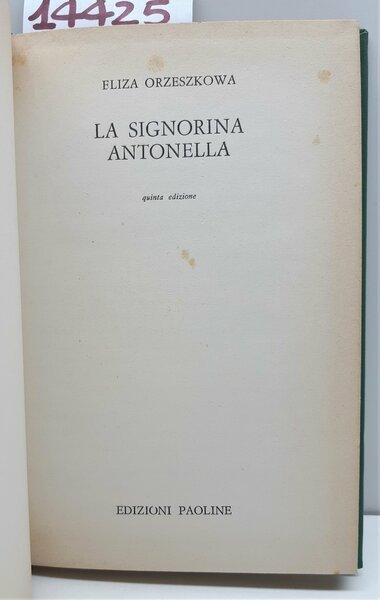 14425
ELIZA ORZESZKOWA
LA SIGNORINA
ANTONELLA
quinta edizione
EDIZIONI PAOLINE